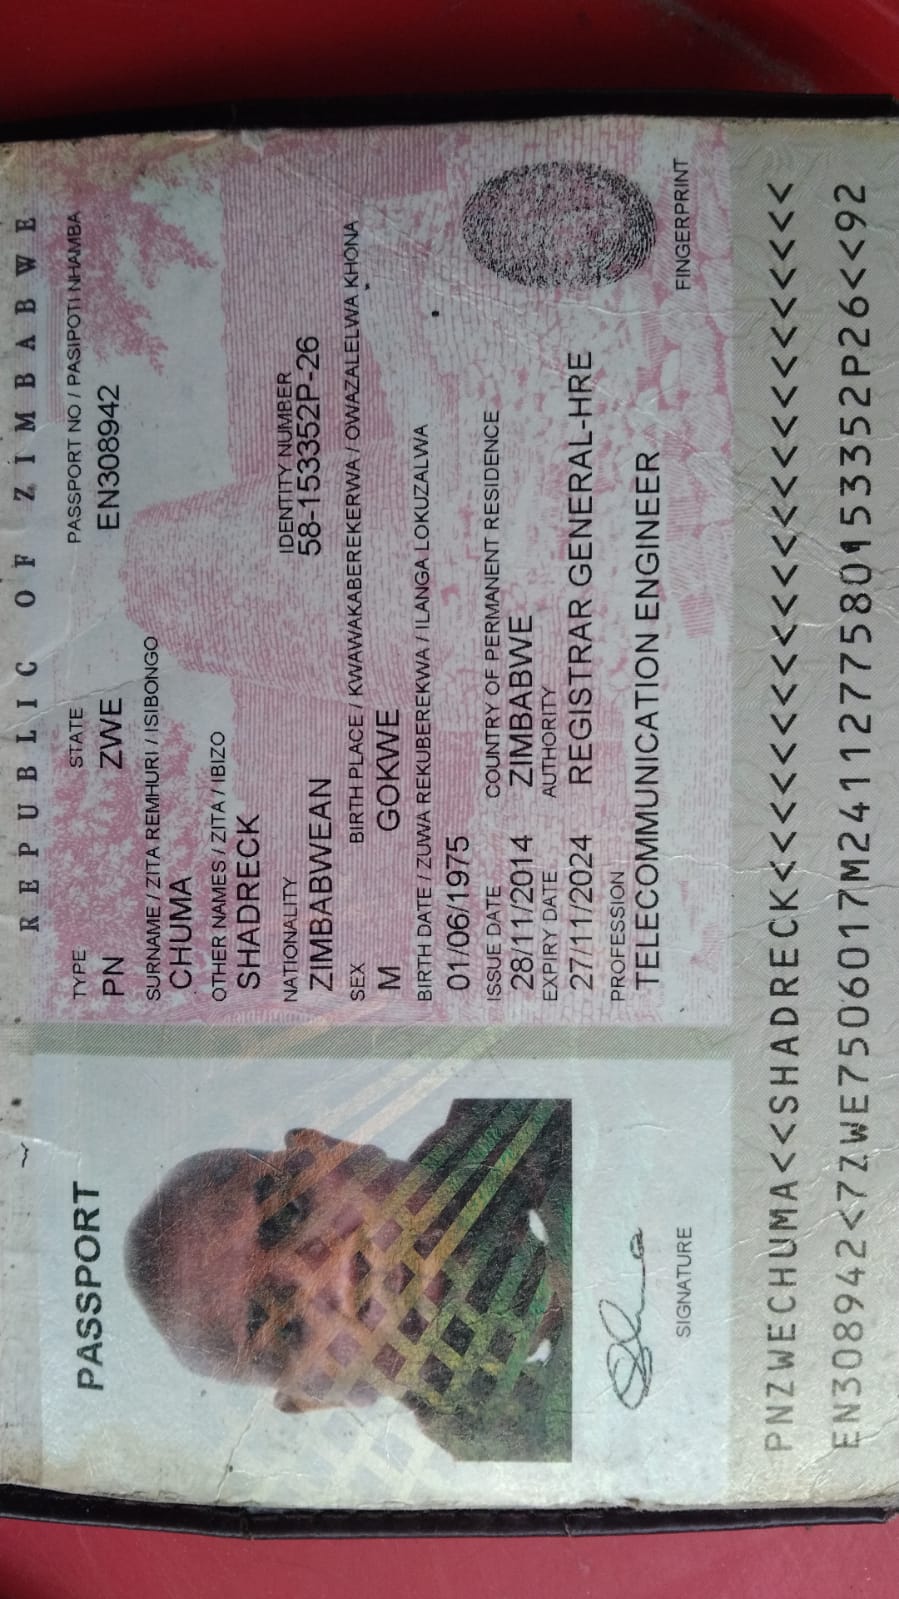 REPUBLIC OF ZIMBABWE
PASSPORT
TYPE STATE PASSPORT NO / PASIPOTI NHAMBA
PN ZWE EN308942
SURNAME / ZITA REMHURI / ISIBONGO
CHUMA
OTHER NAMES / ZITA / IBIZO
SHADRECK
NATIONALITY IDENTITY NUMBER
ZIMBABWEAN 58-153352P-26
SEX BIRTH PLACE / KWAWAKABEREKERWA / OWAZALELWA KHONA
M GOKWE
BIRTH DATE / ZUWA REKUBEREKWA / ILANGA LOKUZALWA
01/06/1975
ISSUE DATE COUNTRY OF PERMANENT RESIDENCE
28/11/2014 ZIMBABWE
EXPIRY DATE AUTHORITY
27/11/2024 REGISTRAR GENERAL-HRE
PROFESSION
TELECOMMUNICATION ENGINEER
SIGNATURE FINGERPRINT
PNZWECHUMA<<SHADRECK<<<<<<<<<<<<<<<<<<<<<<<<
EN308942<7ZWE7506017M2411277580153352P26<<92